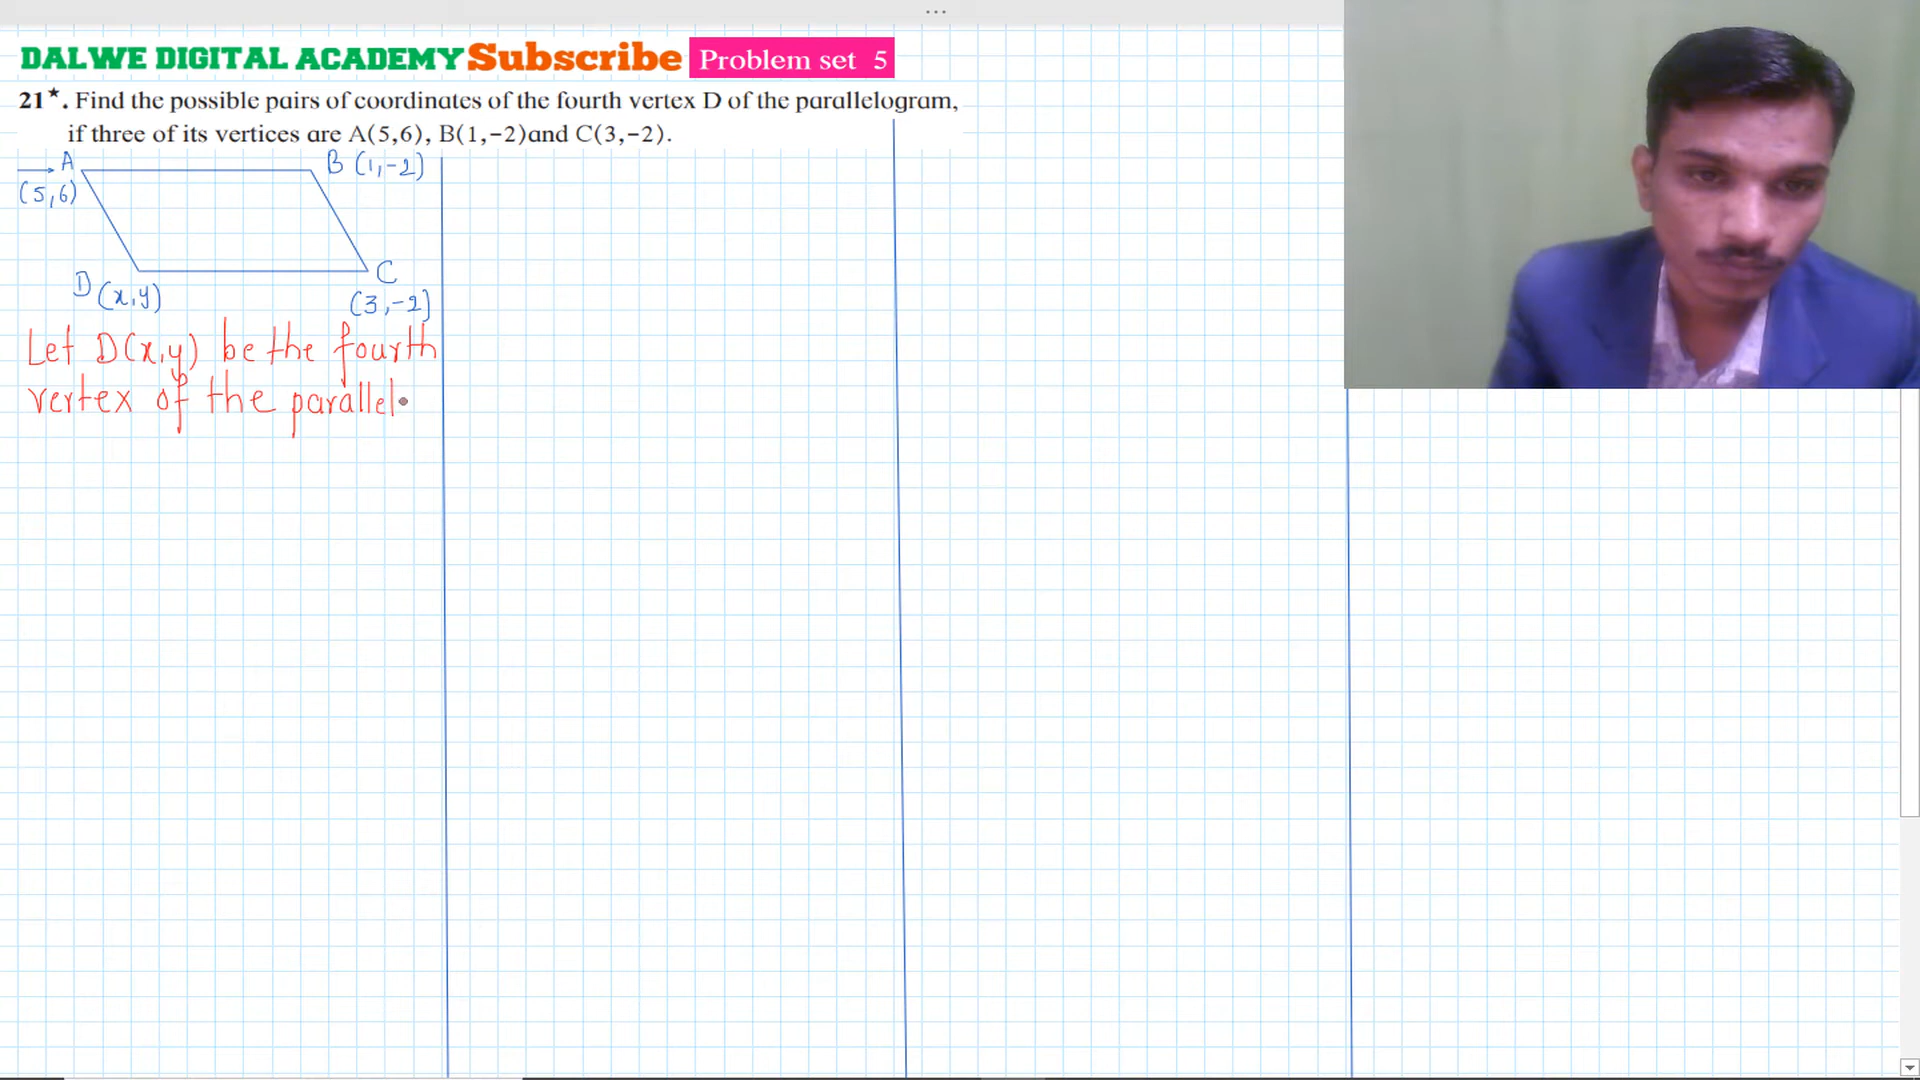 DALWE DIGITAL ACADEMY Subscribe Problem set 5
21★. Find the possible pairs of coordinates of the fourth vertex D of the parallelogram,
if three of its vertices are A(5,6), B(1,-2)and C(3,-2).
A B (1,-2)
(5,6)
D (x,y) C
(3,-2)
Let D(x,y) be the fourth
vertex of the parallel